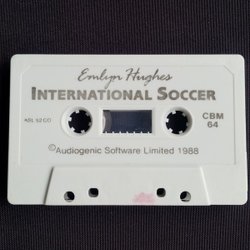 Emlyn Hughes
INTERNATIONAL SOCCER
CBM
64
©Audiogenic Software Limited 1988